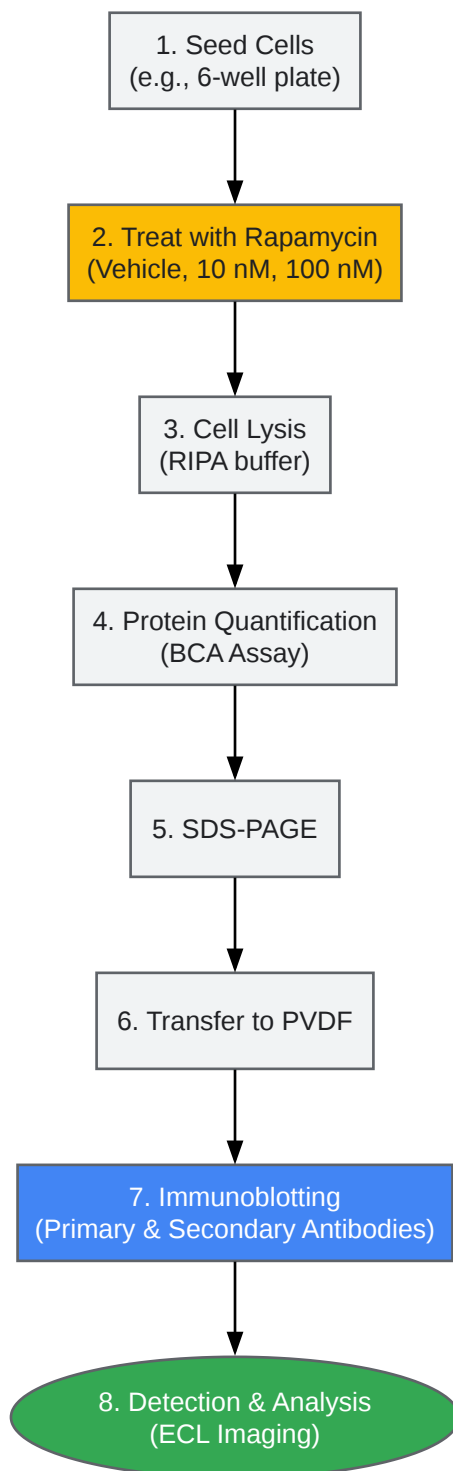 1. Seed Cells
(e.g., 6-well plate)
2. Treat with Rapamycin
(Vehicle, 10 nM, 100 nM)
3. Cell Lysis
(RIPA buffer)
4. Protein Quantification
(BCA Assay)
5. SDS-PAGE
6. Transfer to PVDF
7. Immunoblotting
(Primary & Secondary Antibodies)
8. Detection & Analysis
(ECL Imaging)